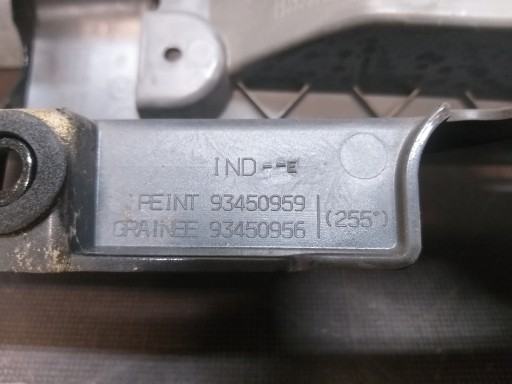 IND--E
PEINT 93450959
GRAINEE 93450956
(255°)